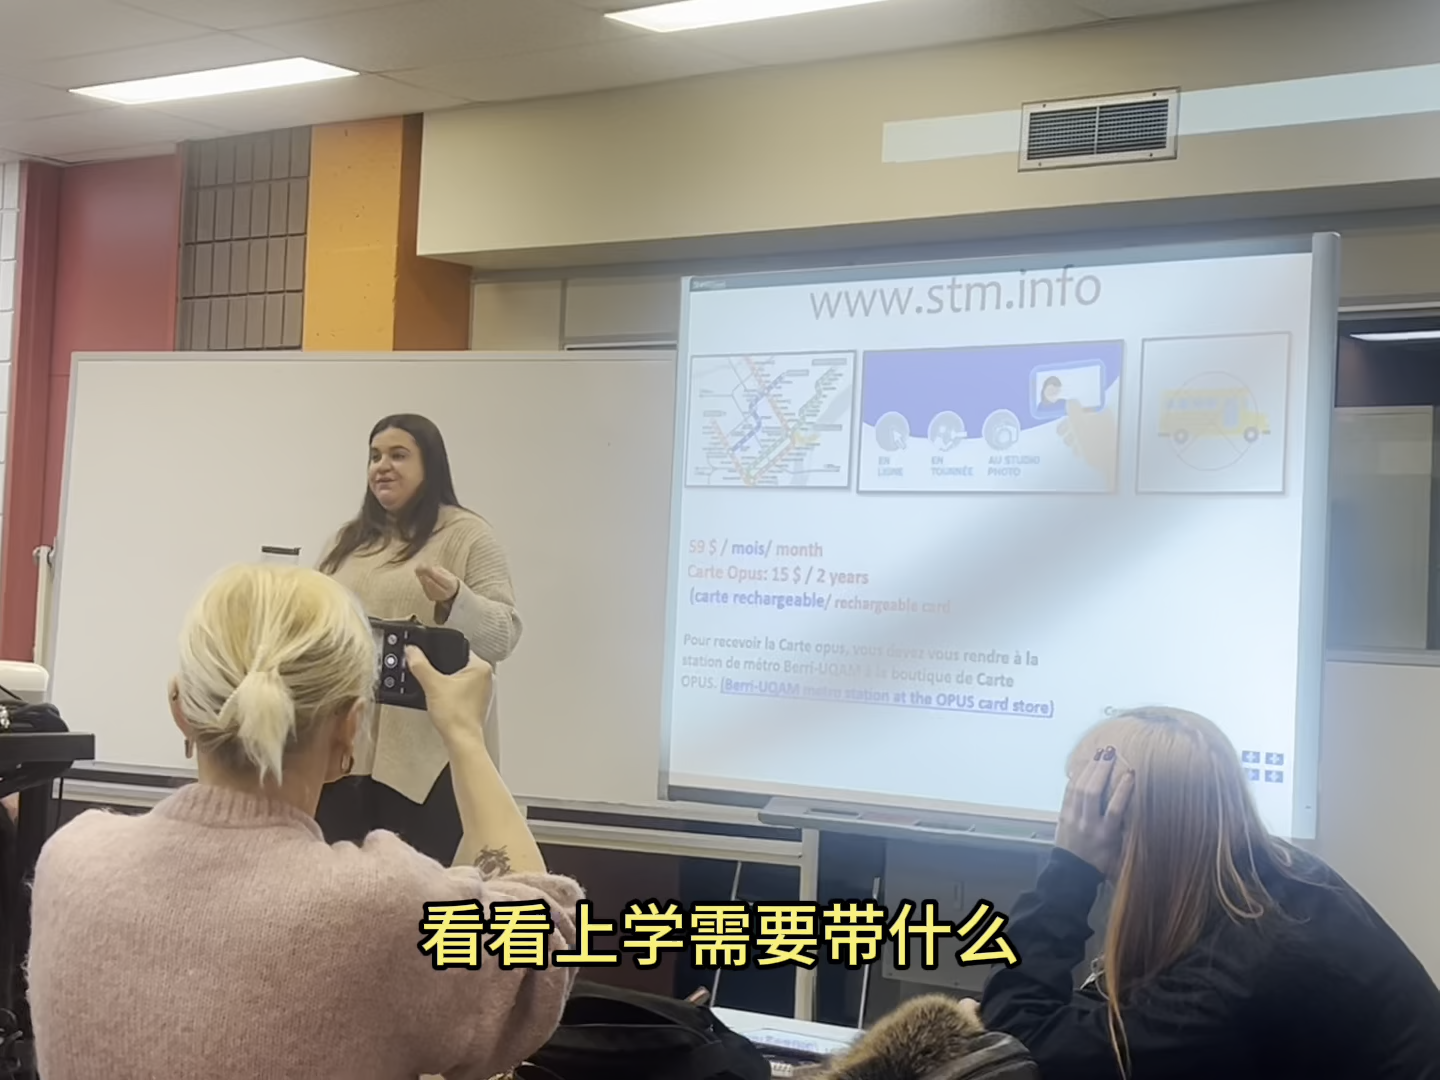 www.stm.info
EN
LIGNE
EN
TOURNÉE
AU STUDIO
PHOTO
59 $ / mois/ month
Carte Opus: 15 $ / 2 years
(carte rechargeable/ rechargeable card
Pour recevoir la Carte opus, vous devez vous rendre à la
station de métro Berri-UQAM à la boutique de Carte
OPUS. (Berri-UQAM metro station at the OPUS card store)
看看上学需要带什么